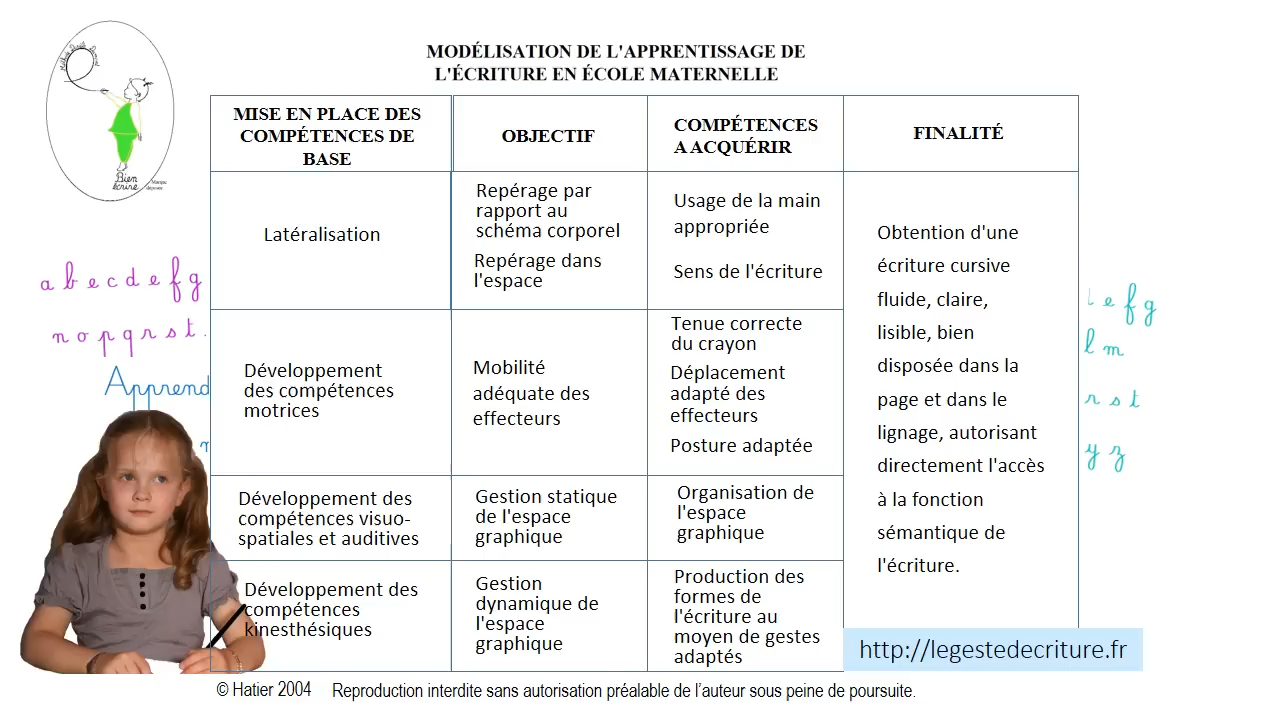 MODÉLISATION DE L'APPRENTISSAGE DE
L'ÉCRITURE EN ÉCOLE MATERNELLE
MISE EN PLACE DES
COMPÉTENCES DE
BASE
OBJECTIF
COMPÉTENCES
A ACQUÉRIR
FINALITÉ
Latéralisation
Repérage par
rapport au
schéma corporel
Repérage dans
l'espace
Usage de la main
appropriée
Sens de l'écriture
Développement
des compétences
motrices
Mobilité
adéquate des
effecteurs
Tenue correcte
du crayon
Déplacement
adapté des
effecteurs
Posture adaptée
Développement des
compétences visuo-
spatiales et auditives
Gestion statique
de l'espace
graphique
Organisation de
l'espace
graphique
Développement des
compétences
kinesthésiques
Gestion
dynamique de
l'espace
graphique
Production des
formes de
l'écriture au
moyen de gestes
adaptés
Obtention d'une
écriture cursive
fluide, claire,
lisible, bien
disposée dans la
page et dans le
lignage, autorisant
directement l'accès
à la fonction
sémantique de
l'écriture.
http://legestedecriture.fr
© Hatier 2004 Reproduction interdite sans autorisation préalable de l'auteur sous peine de poursuite.
Bien
écrire
Marque
déposée
a b e c d e f g
n o p q r s t .
Apprend
e f g
l m
r s t
y z